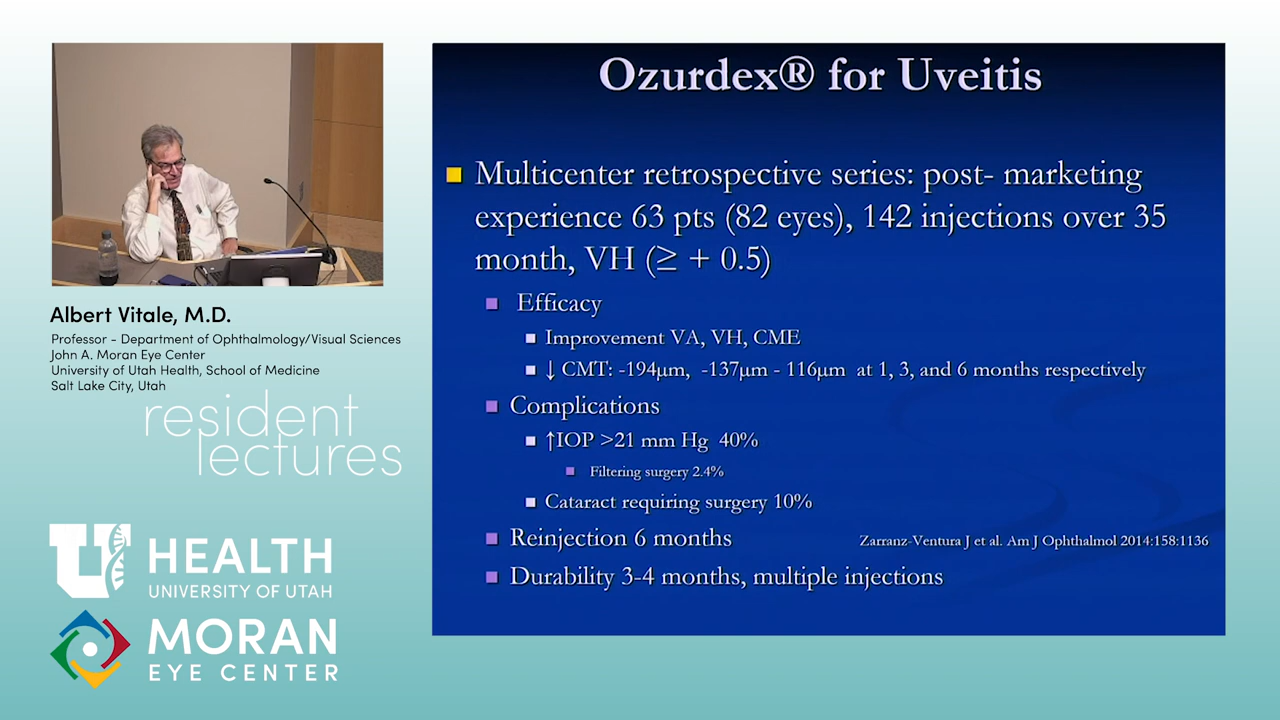 Ozurdex® for Uveitis
Multicenter retrospective series: post- marketing
experience 63 pts (82 eyes), 142 injections over 35
month, VH (≥ + 0.5)
Efficacy
Improvement VA, VH, CME
↓ CMT: -194µm, -137µm - 116µm at 1, 3, and 6 months respectively
Complications
↑IOP >21 mm Hg 40%
Filtering surgery 2.4%
Cataract requiring surgery 10%
Reinjection 6 months
Zarranz-Ventura J et al. Am J Ophthalmol 2014:158:1136
Durability 3-4 months, multiple injections
Albert Vitale, M.D.
Professor - Department of Ophthalmology/Visual Sciences
John A. Moran Eye Center
University of Utah Health, School of Medicine
Salt Lake City, Utah
resident
lectures
U HEALTH
UNIVERSITY OF UTAH
MORAN
EYE CENTER